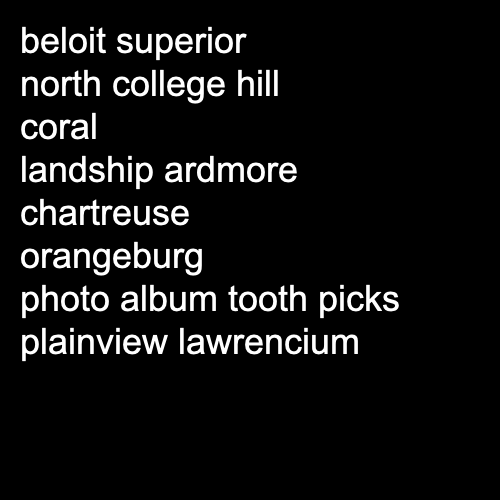 beloit superior
north college hill
coral
landship ardmore
chartreuse
orangeburg
photo album tooth picks
plainview lawrencium